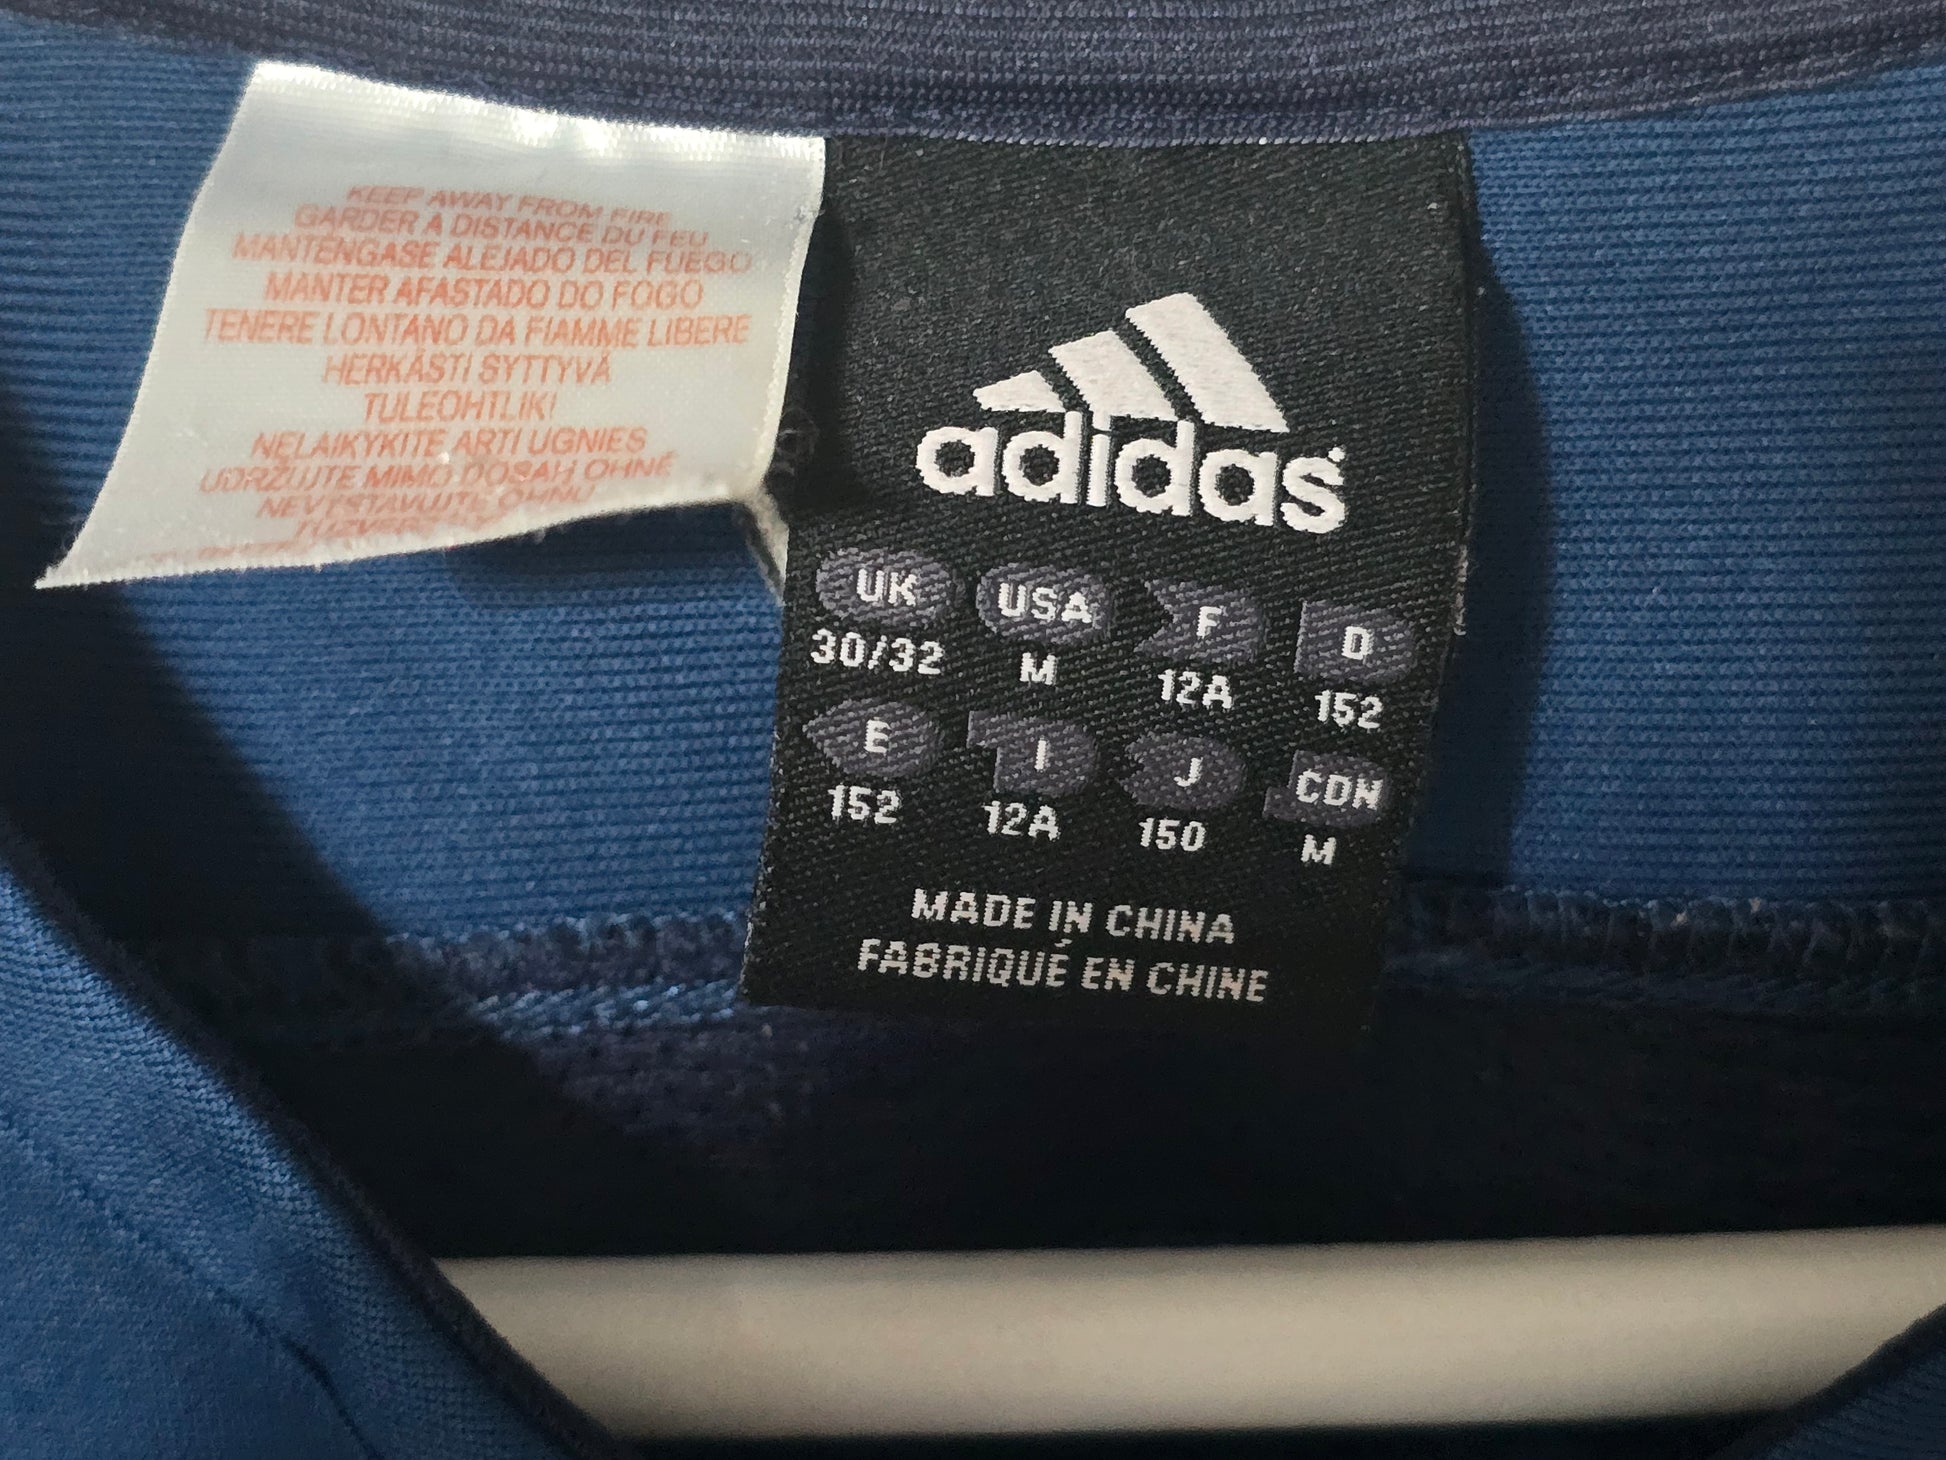 KEEP AWAY FROM FIRE
GARDER A DISTANCE DU FEU
MANTENGASE ALEJADO DEL FUEGO
MANTER AFASTADO DO FOGO
TENERE LONTANO DA FIAMME LIBERE
HERKÄSTI SYTTYVÄ
TULEOHTLIK!
NELAIKYKITE ARTI UGNIES
UDRŽUJTE MIMO DOSAH OHNĚ
NEVYSTAVUJTE OHNU
adidas
UK USA F D
30/32 M 12A 152
E I J CDN
152 12A 150 M
MADE IN CHINA
FABRIQUÉ EN CHINE